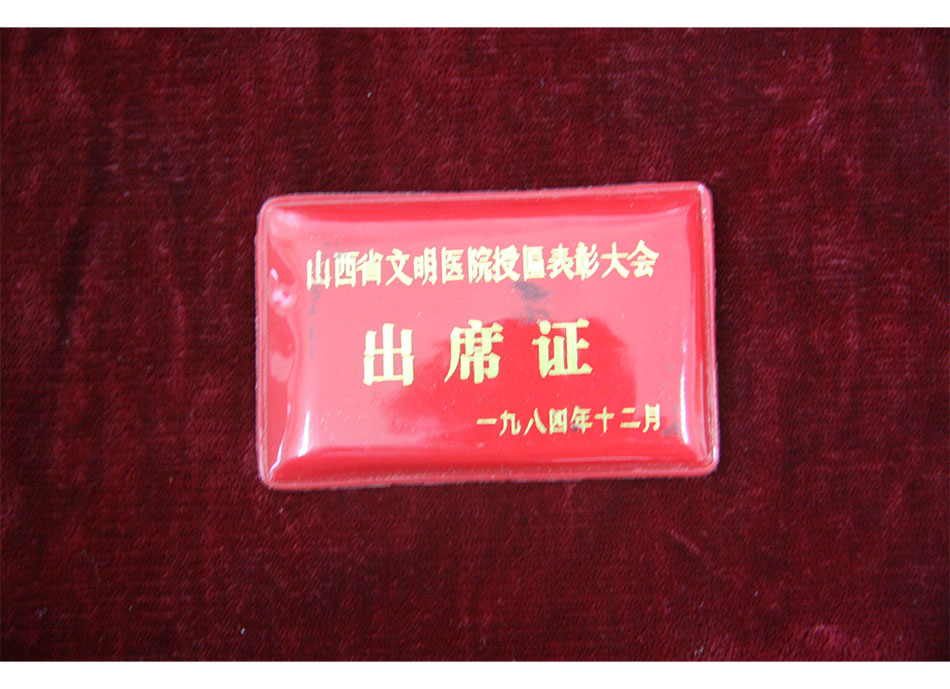 山西省文明医院授匾表彰大会
出席证
一九八四年十二月